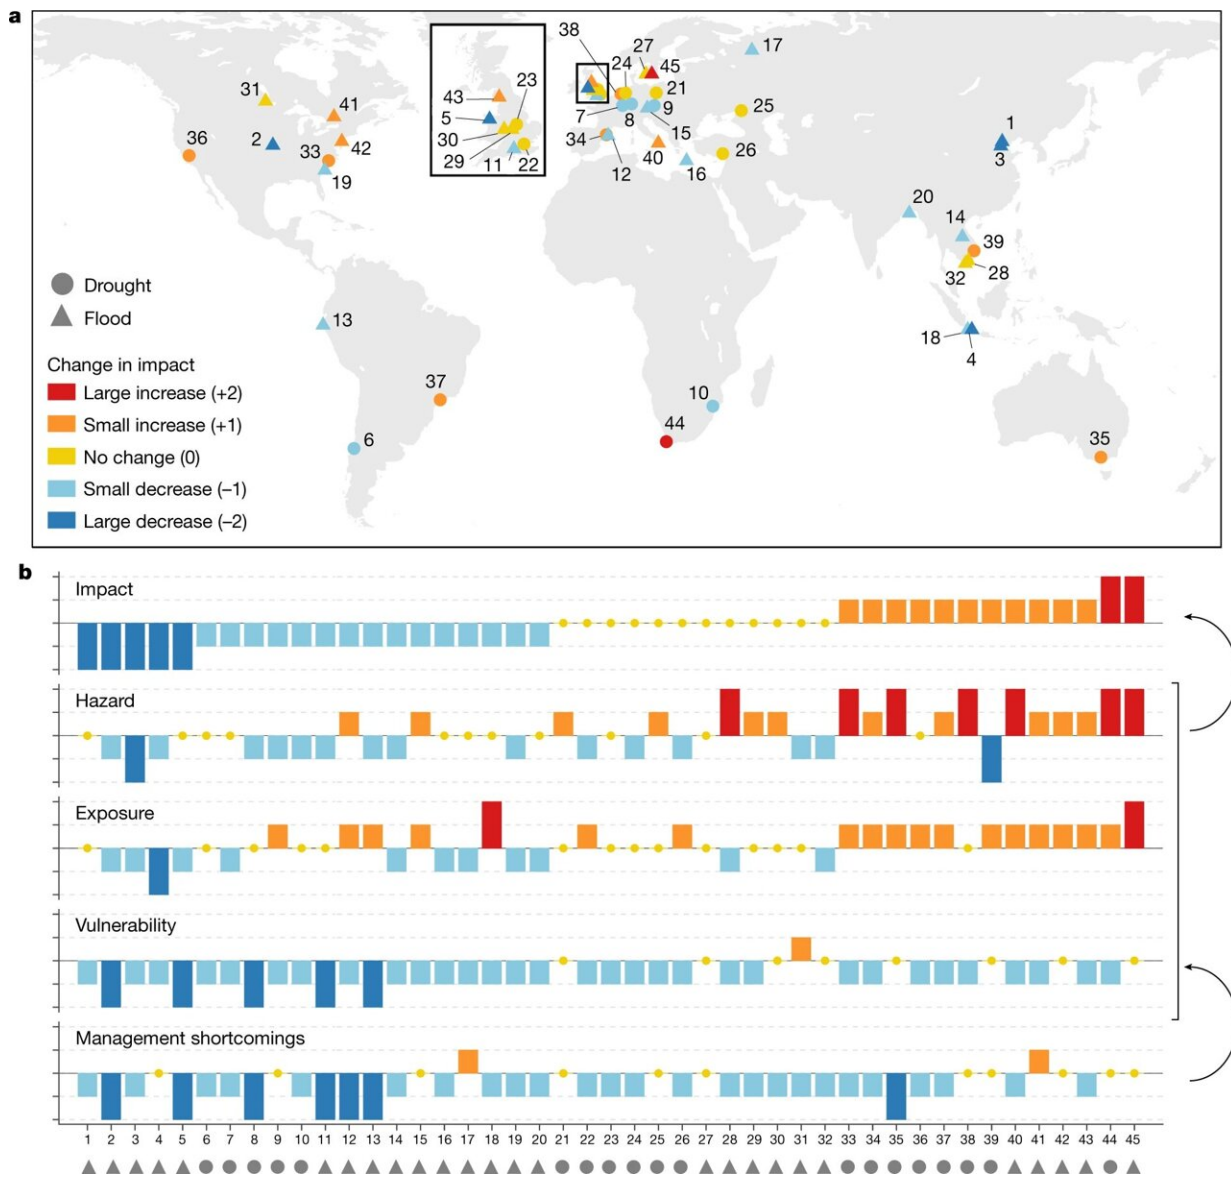 a
38
27
45
17
31
41
24
21
23
43
25
36
2
42
5
7
8
9
1
33
30
34
15
3
29
11
22
12
40
16
26
19
20
14
39
32
28
Drought
Flood
13
18
4
Change in impact
Large increase (+2)
37
10
Small increase (+1)
44
6
35
No change (0)
Small decrease (−1)
Large decrease (−2)
b
Impact
Hazard
Exposure
Vulnerability
Management shortcomings
1 2 3 4 5 6 7 8 9 10 11 12 13 14 15 16 17 18 19 20 21 22 23 24 25 26 27 28 29 30 31 32 33 34 35 36 37 38 39 40 41 42 43 44 45